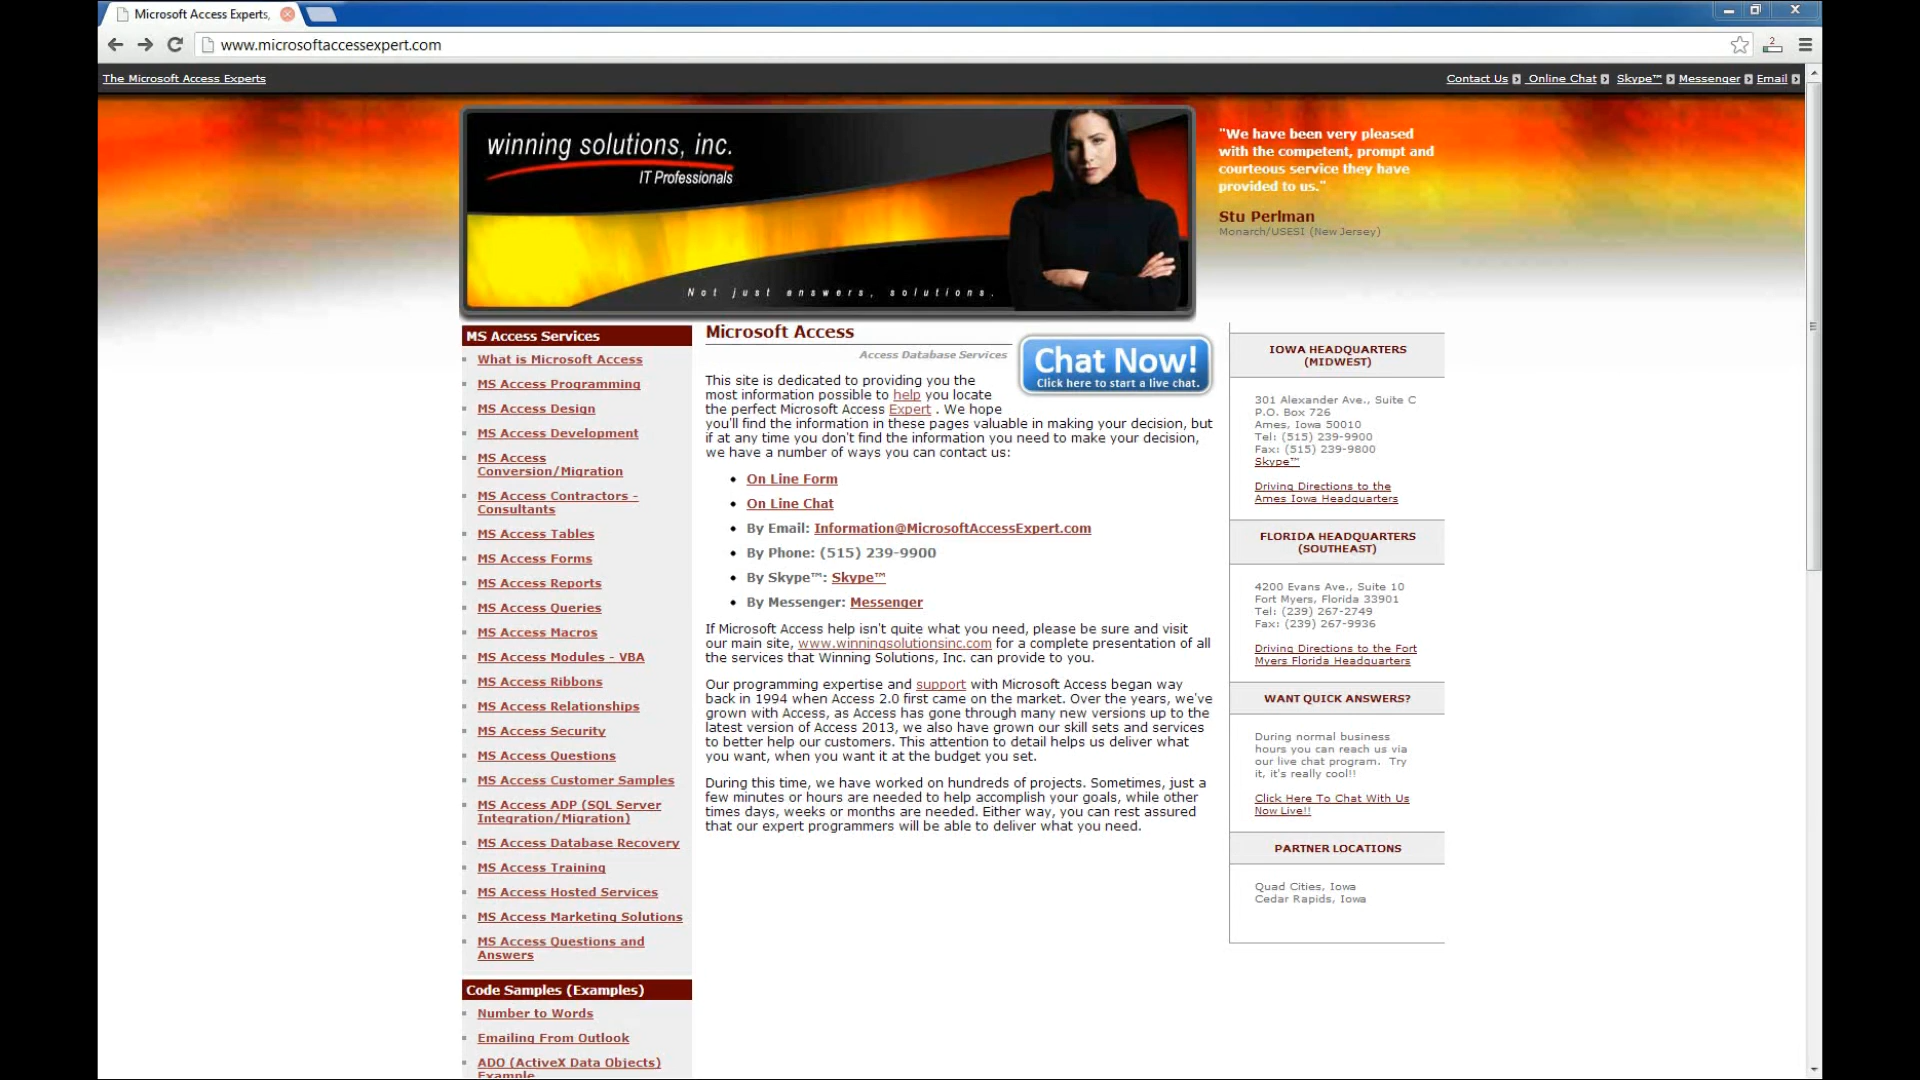 Microsoft Access Experts,
www.microsoftaccessexpert.com
2
The Microsoft Access Experts
Contact Us Online Chat Skype™ Messenger Email
winning solutions, inc.
IT Professionals
Not just answers, solutions.
"We have been very pleased
with the competent, prompt and
courteous service they have
provided to us."
Stu Perlman
Monarch/USESI (New Jersey)
MS Access Services
What is Microsoft Access
MS Access Programming
MS Access Design
MS Access Development
MS Access
Conversion/Migration
MS Access Contractors -
Consultants
MS Access Tables
MS Access Forms
MS Access Reports
MS Access Queries
MS Access Macros
MS Access Modules - VBA
MS Access Ribbons
MS Access Relationships
MS Access Security
MS Access Questions
MS Access Customer Samples
MS Access ADP (SQL Server
Integration/Migration)
MS Access Database Recovery
MS Access Training
MS Access Hosted Services
MS Access Marketing Solutions
MS Access Questions and
Answers
Code Samples (Examples)
Number to Words
Emailing From Outlook
ADO (ActiveX Data Objects)
Example
Microsoft Access
Access Database Services
Chat Now!
Click here to start a live chat.
This site is dedicated to providing you the
most information possible to help you locate
the perfect Microsoft Access Expert . We hope
you'll find the information in these pages valuable in making your decision, but
if at any time you don't find the information you need to make your decision,
we have a number of ways you can contact us:
On Line Form
On Line Chat
By Email: Information@MicrosoftAccessExpert.com
By Phone: (515) 239-9900
By Skype™: Skype™
By Messenger: Messenger
If Microsoft Access help isn't quite what you need, please be sure and visit
our main site, www.winningsolutionsinc.com for a complete presentation of all
the services that Winning Solutions, Inc. can provide to you.
Our programming expertise and support with Microsoft Access began way
back in 1994 when Access 2.0 first came on the market. Over the years, we've
grown with Access, as Access has gone through many new versions up to the
latest version of Access 2013, we also have grown our skill sets and services
to better help our customers. This attention to detail helps us deliver what
you want, when you want it at the budget you set.
During this time, we have worked on hundreds of projects. Sometimes, just a
few minutes or hours are needed to help accomplish your goals, while other
times days, weeks or months are needed. Either way, you can rest assured
that our expert programmers will be able to deliver what you need.
IOWA HEADQUARTERS
(MIDWEST)
301 Alexander Ave., Suite C
P.O. Box 726
Ames, Iowa 50010
Tel: (515) 239-9900
Fax: (515) 239-9800
Skype™
Driving Directions to the
Ames Iowa Headquarters
FLORIDA HEADQUARTERS
(SOUTHEAST)
4200 Evans Ave., Suite 10
Fort Myers, Florida 33901
Tel: (239) 267-2749
Fax: (239) 267-9936
Driving Directions to the Fort
Myers Florida Headquarters
WANT QUICK ANSWERS?
During normal business
hours you can reach us via
our live chat program. Try
it, it's really cool!!
Click Here To Chat With Us
Now Live!!
PARTNER LOCATIONS
Quad Cities, Iowa
Cedar Rapids, Iowa